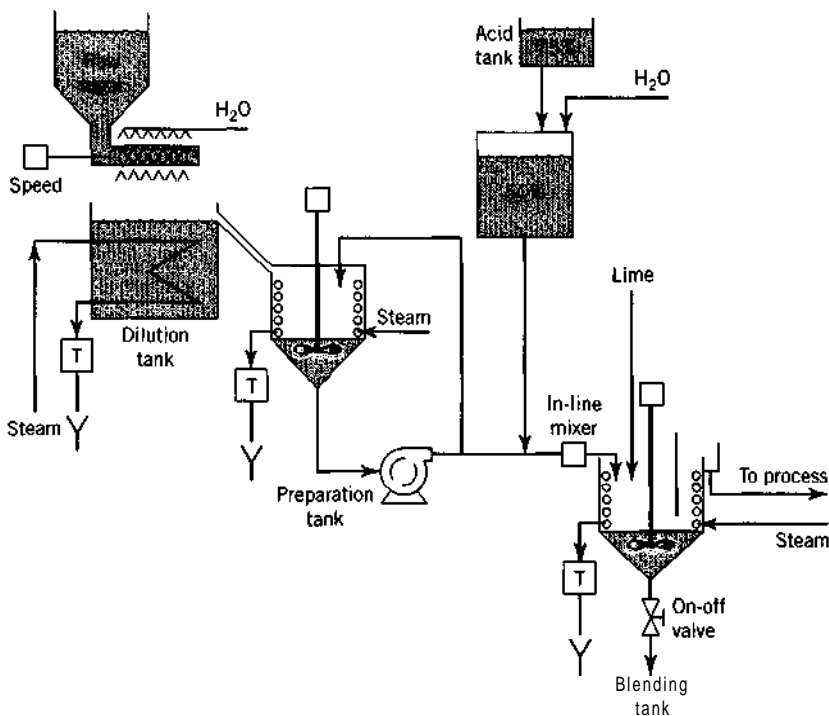 Acid
tank
H₂O
H₂O
Speed
Lime
Steam
Dilution
tank
T
T
Steam
In-line
mixer
To process
Preparation
tank
Steam
T
On-off
valve
Blending
tank